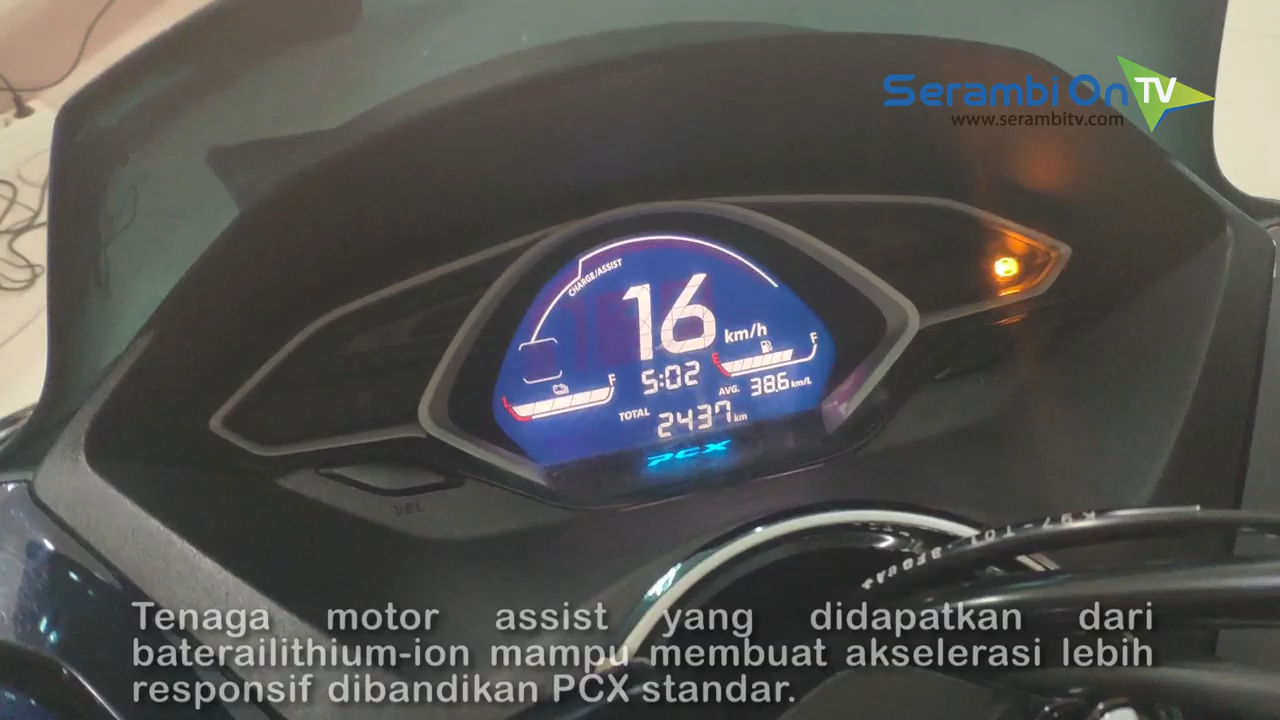 Serambi On TV
www.serambitv.com
CHARGE/ASSIST
16 km/h
F
E F
L
5:02
AVG. 38.6 km/L
TOTAL 2437 km
PCX
SEL
Tenaga motor assist yang didapatkan dari
baterailithium-ion mampu membuat akselerasi lebih
responsif dibandikan PCX standar.